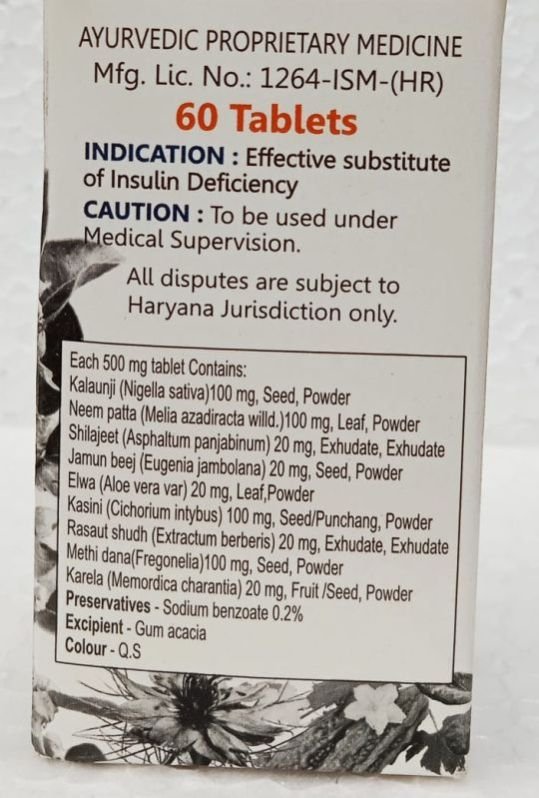 AYURVEDIC PROPRIETARY MEDICINE
Mfg. Lic. No.: 1264-ISM-(HR)
60 Tablets
INDICATION : Effective substitute
of Insulin Deficiency
CAUTION : To be used under
Medical Supervision.
All disputes are subject to
Haryana Jurisdiction only.
Each 500 mg tablet Contains:
Kalaunji (Nigella sativa)100 mg, Seed, Powder
Neem patta (Melia azadiracta willd.)100 mg, Leaf, Powder
Shilajeet (Asphaltum panjabinum) 20 mg, Exhudate, Exhudate
Jamun beej (Eugenia jambolana) 20 mg, Seed, Powder
Elwa (Aloe vera var) 20 mg, Leaf,Powder
Kasini (Cichorium intybus) 100 mg, Seed/Punchang, Powder
Rasaut shudh (Extractum berberis) 20 mg, Exhudate, Exhudate
Methi dana(Fregonelia)100 mg, Seed, Powder
Karela (Memordica charantia) 20 mg, Fruit /Seed, Powder
Preservatives - Sodium benzoate 0.2%
Excipient - Gum acacia
Colour - Q.S